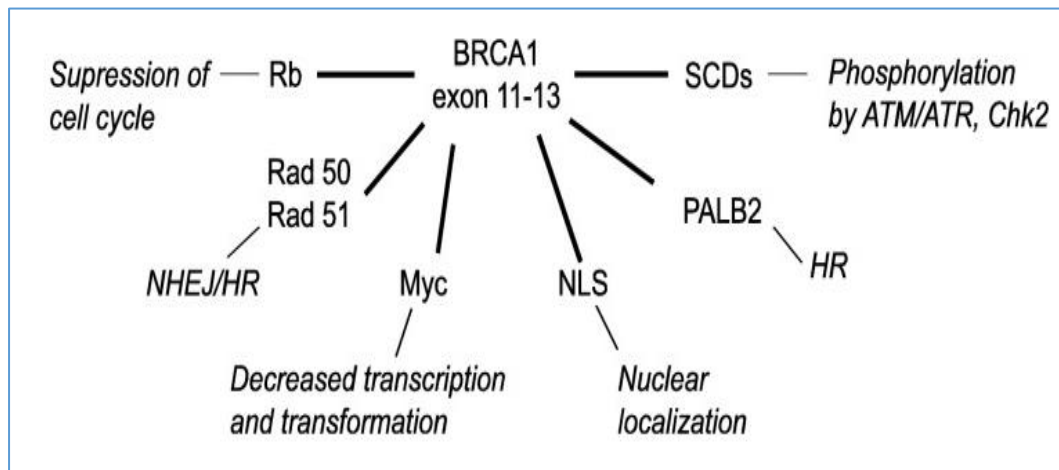 Supression of
cell cycle
Rb
BRCA1
exon 11-13
SCDs
Phosphorylation
by ATM/ATR, Chk2
Rad 50
Rad 51
NHEJ/HR
Myc
Decreased transcription
and transformation
NLS
Nuclear
localization
PALB2
HR